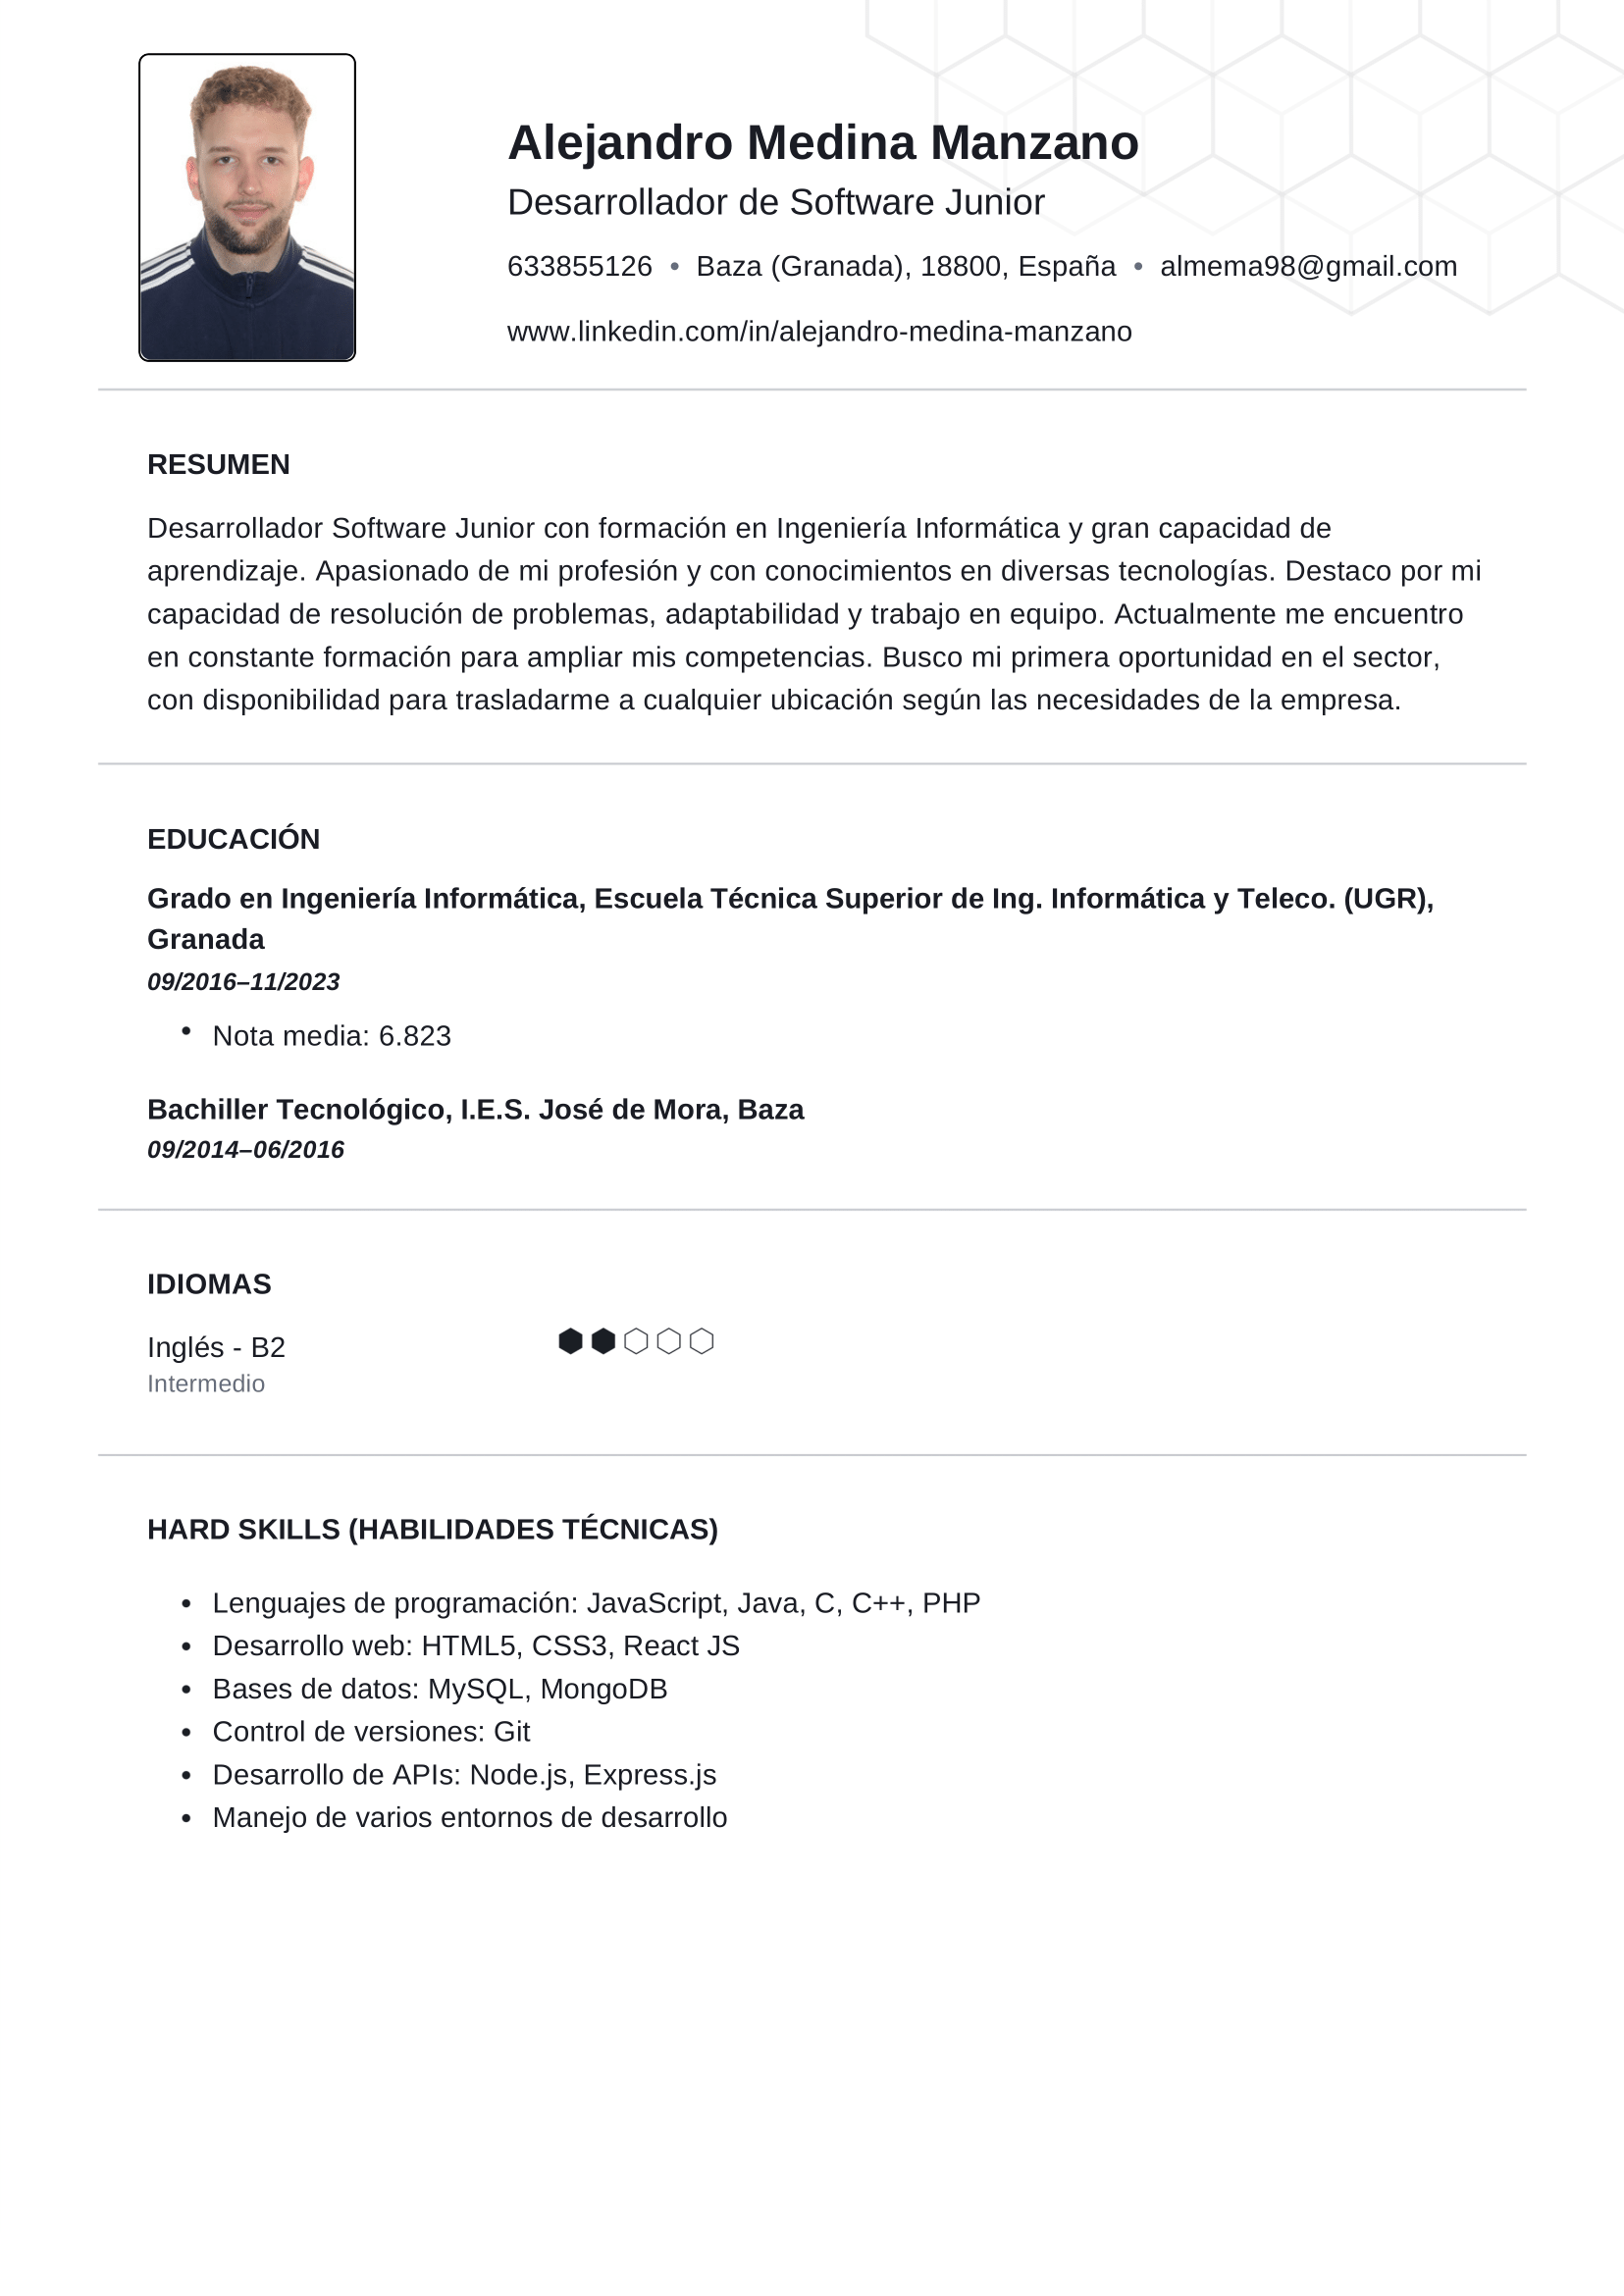 Alejandro Medina Manzano
Desarrollador de Software Junior
633855126 • Baza (Granada), 18800, España • almema98@gmail.com
www.linkedin.com/in/alejandro-medina-manzano
RESUMEN
Desarrollador Software Junior con formación en Ingeniería Informática y gran capacidad de
aprendizaje. Apasionado de mi profesión y con conocimientos en diversas tecnologías. Destaco por mi
capacidad de resolución de problemas, adaptabilidad y trabajo en equipo. Actualmente me encuentro
en constante formación para ampliar mis competencias. Busco mi primera oportunidad en el sector,
con disponibilidad para trasladarme a cualquier ubicación según las necesidades de la empresa.
EDUCACIÓN
Grado en Ingeniería Informática, Escuela Técnica Superior de Ing. Informática y Teleco. (UGR),
Granada
09/2016–11/2023
• Nota media: 6.823
Bachiller Tecnológico, I.E.S. José de Mora, Baza
09/2014–06/2016
IDIOMAS
Inglés - B2
Intermedio
HARD SKILLS (HABILIDADES TÉCNICAS)
• Lenguajes de programación: JavaScript, Java, C, C++, PHP
• Desarrollo web: HTML5, CSS3, React JS
• Bases de datos: MySQL, MongoDB
• Control de versiones: Git
• Desarrollo de APIs: Node.js, Express.js
• Manejo de varios entornos de desarrollo